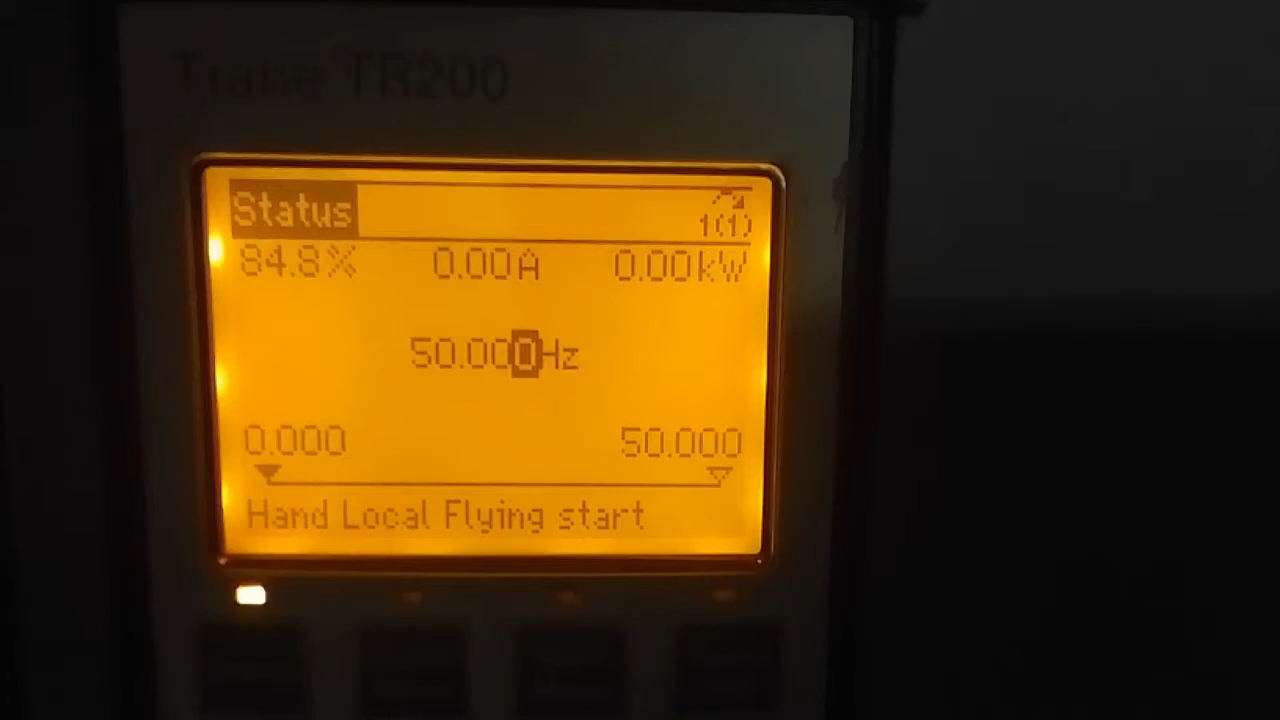 Trane TR200
Status
1(1)
84.8% 0.00A 0.00kW
50.000Hz
0.000 50.000
Hand Local Flying start